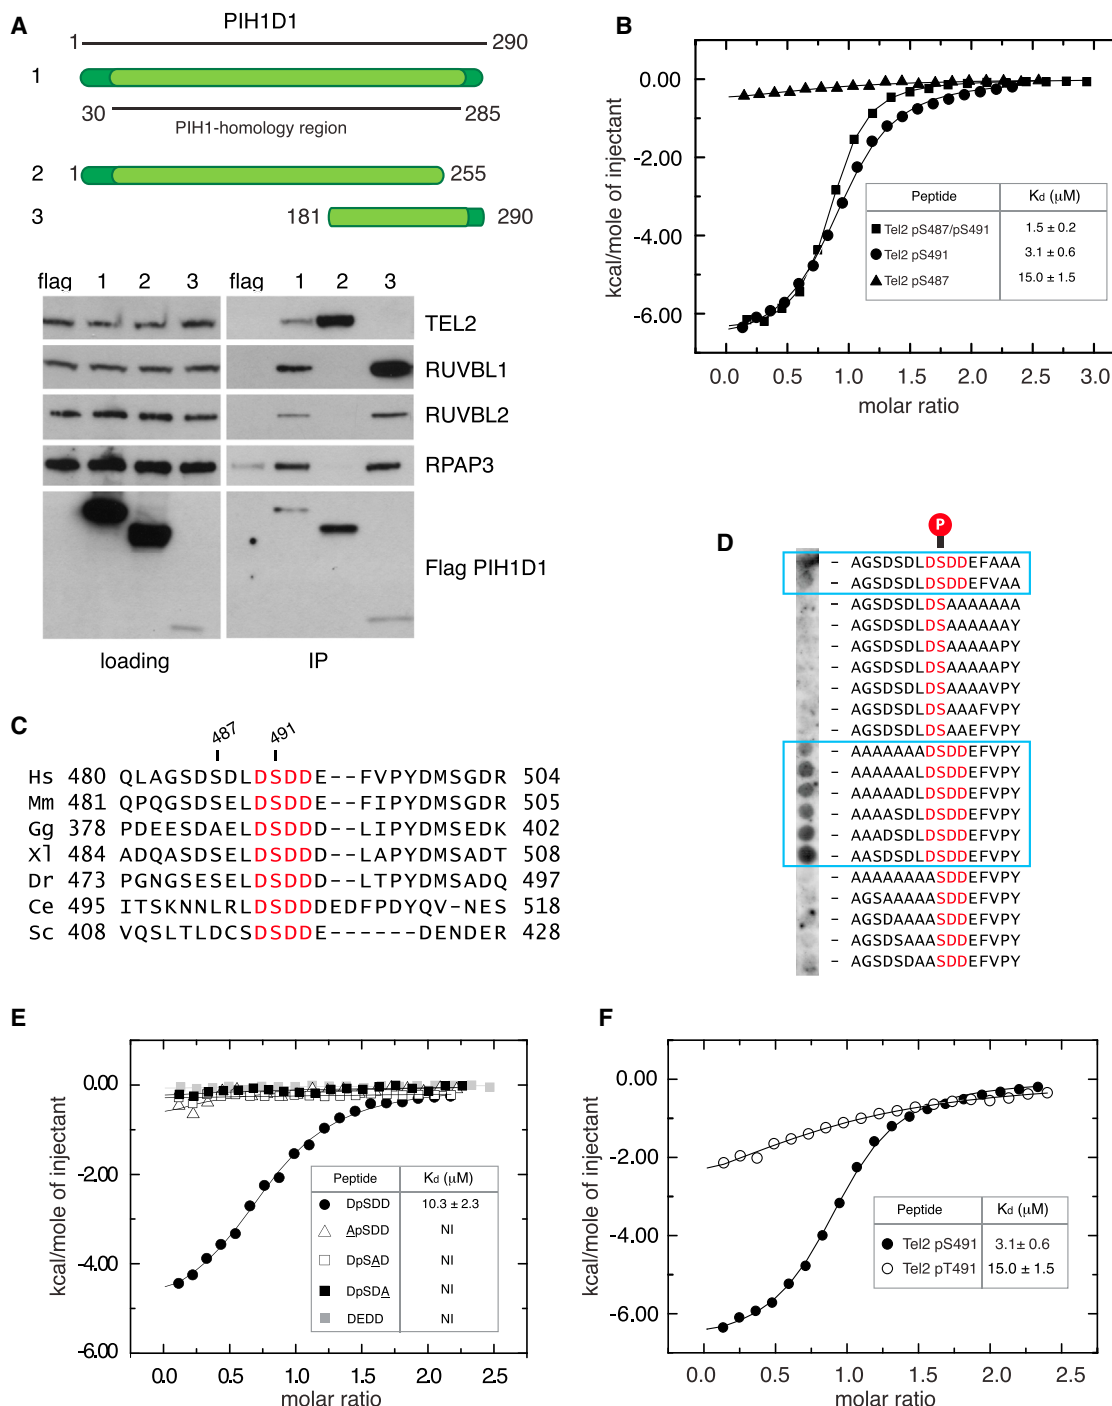 A
PIH1D1
1 290
1
30 285
PIH1-homology region
2 1 255
3 181 290
flag 1 2 3 flag 1 2 3
TEL2
RUVBL1
RUVBL2
RPAP3
Flag PIH1D1
loading IP
B
kcal/mole of injectant
0.00
-2.00
-4.00
-6.00
0.0 0.5 1.0 1.5 2.0 2.5 3.0
molar ratio
Peptide Kd (μM)
Tel2 pS487/pS491 1.5 ± 0.2
Tel2 pS491 3.1 ± 0.6
Tel2 pS487 15.0 ± 1.5
C
487 491
Hs 480 QLAGSDSDLDSDDE--FVPYDMSGDR 504
Mm 481 QPQGSDSELDSDDE--FIPYDMSGDR 505
Gg 378 PDEESDAELDSDDD--LIPYDMSEDK 402
Xl 484 ADQASDSELDSDDD--LAPYDMSADT 508
Dr 473 PGNGSESELDSDDD--LTPYDMSADQ 497
Ce 495 ITSKNNLRLDSDDDEDFPDYQV-NES 518
Sc 408 VQSLTLDCSDSDDE------DENDER 428
D
P
- AGSDSDLDSDDEFAAA
- AGSDSDLDSDDEFVAA
- AGSDSDLDSAAAAAAA
- AGSDSDLDSAAAAAAY
- AGSDSDLDSAAAAAPY
- AGSDSDLDSAAAAAPY
- AGSDSDLDSAAAAVPY
- AGSDSDLDSAAAFVPY
- AGSDSDLDSAAEFVPY
- AAAAAAADSDDEFVPY
- AAAAAALDSDDEFVPY
- AAAAADLDSDDEFVPY
- AAAASDLDSDDEFVPY
- AAADSDLDSDDEFVPY
- AASDSDLDSDDEFVPY
- AAAAAAAASDDEFVPY
- AGSAAAAASDDEFVPY
- AGSDAAAASDDEFVPY
- AGSDSAAASDDEFVPY
- AGSDSDAASDDEFVPY
E
kcal/mole of injectant
0.00
-2.00
-4.00
-6.00
0.0 0.5 1.0 1.5 2.0 2.5
molar ratio
Peptide Kd (μM)
DpSDD 10.3 ± 2.3
ApSDD NI
DpSAD NI
DpSDA NI
DEDD NI
F
kcal/mole of injectant
0.00
-2.00
-4.00
-6.00
0.0 0.5 1.0 1.5 2.0 2.5
molar ratio
Peptide Kd (μM)
Tel2 pS491 3.1± 0.6
Tel2 pT491 15.0 ± 1.5